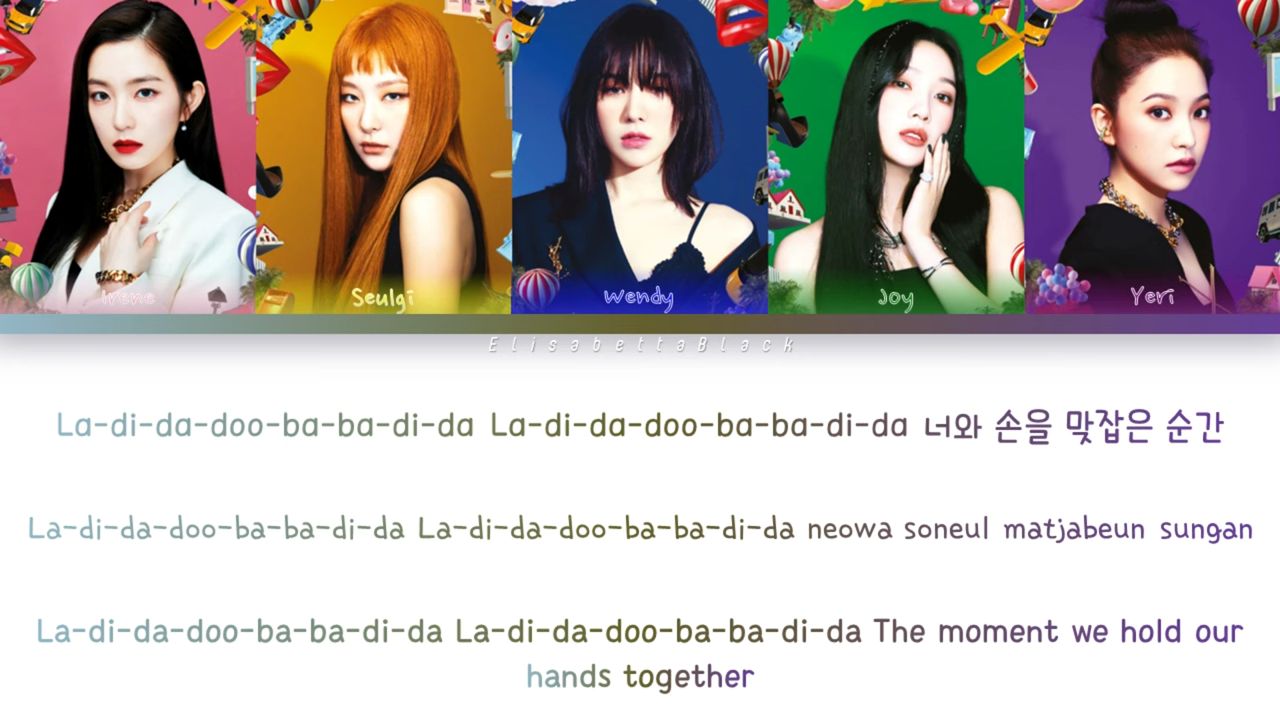 Irene
Seulgi
Wendy
Joy
Yeri
ElisabettaBlack
La-di-da-doo-ba-ba-di-da La-di-da-doo-ba-ba-di-da 너와 손을 맞잡은 순간
La-di-da-doo-ba-ba-di-da La-di-da-doo-ba-ba-di-da neowa soneul matjabeun sungan
La-di-da-doo-ba-ba-di-da La-di-da-doo-ba-ba-di-da The moment we hold our
hands together